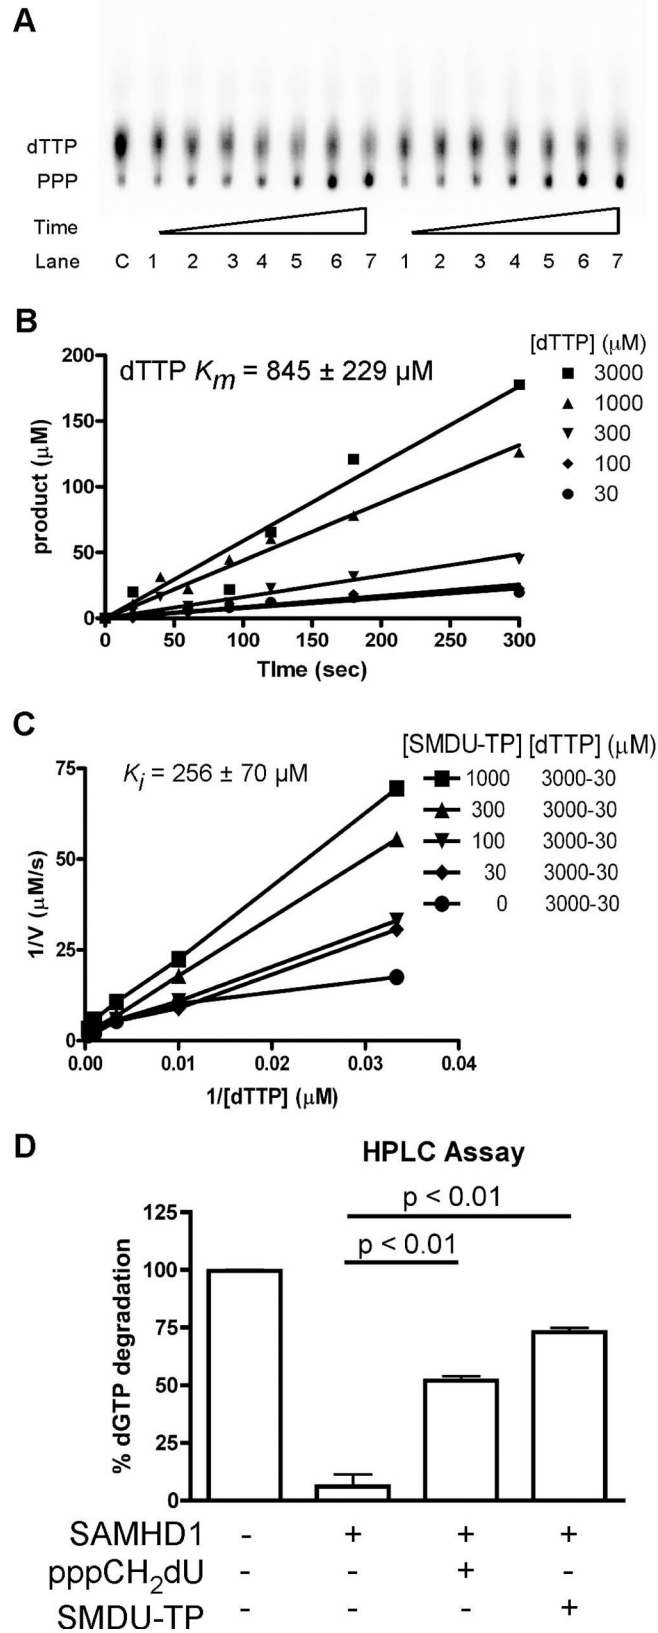 A
dTTP
PPP
Time
Lane C 1 2 3 4 5 6 7 1 2 3 4 5 6 7
B
dTTP Km = 845 ± 229 μM
[dTTP] (μM)
3000
1000
300
100
30
200
150
100
50
0
product (μM)
0 50 100 150 200 250 300
TIme (sec)
C
Ki = 256 ± 70 μM
[SMDU-TP] [dTTP] (μM)
1000 3000-30
300 3000-30
100 3000-30
30 3000-30
0 3000-30
75
50
25
0
1/V (μM/s)
0.00 0.01 0.02 0.03 0.04
1/[dTTP] (μM)
D
HPLC Assay
p < 0.01
p < 0.01
125
100
75
50
25
0
% dGTP degradation
SAMHD1 - + + +
pppCH2dU - - + -
SMDU-TP - - - +